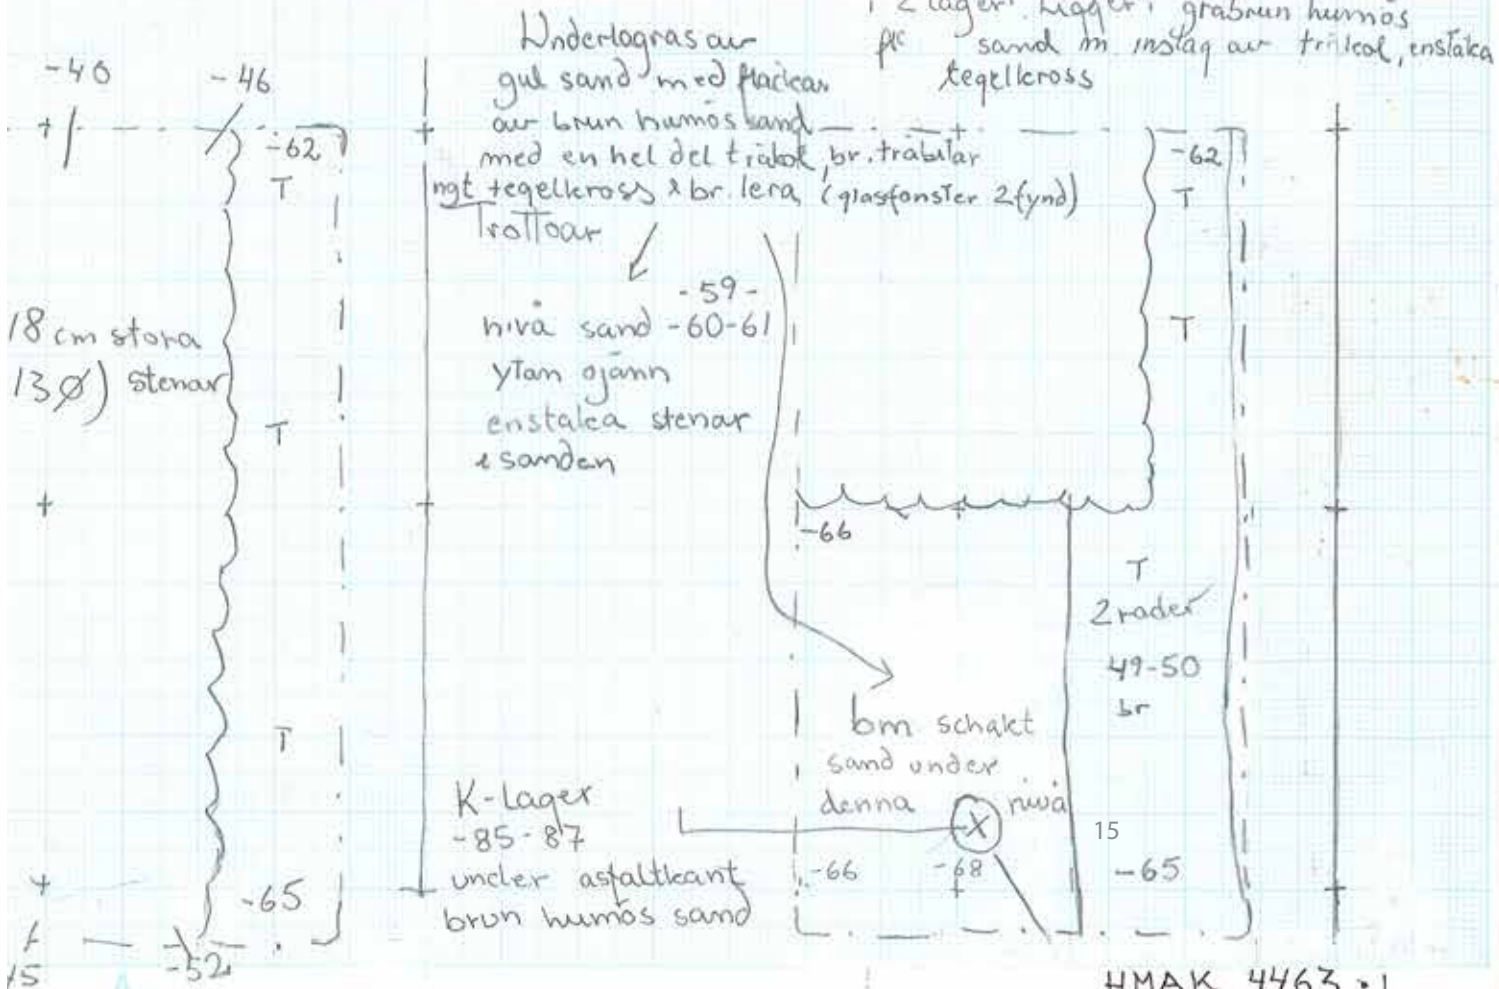 1 2 lager. Ligger i gråbrun humös
sand m inslag av träkol, enstaka
tegelkross
Underlagras av
gul sand med fläckar
av brun humös sand
med en hel del träkol, br. träbitar
ngt tegelkross & br. lera (glasfönster 2 fynd)
Trottoar
-40
-46
-62
T
18 cm stora
13Ø) stenar
T
T
-65
-52
15
-59-
nivå sand -60-61
ytan ojämn
enstaka stenar
i sanden
K-Lager
-85-87
under asfaltkant
brun humös sand
-62
T
T
-66
T
2 rader
49-50
br
bm schakt
sand under
denna nivå
X
15
-66
-68
-65
HMAK 4463:1